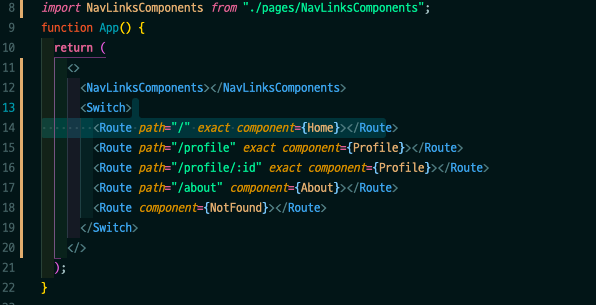 8 import NavLinksComponents from "./pages/NavLinksComponents";
9 function App() {
10 return (
11 <>
12 <NavLinksComponents></NavLinksComponents>
13 <Switch>
14 <Route path="/" exact component={Home}></Route>
15 <Route path="/profile" exact component={Profile}></Route>
16 <Route path="/profile/:id" exact component={Profile}></Route>
17 <Route path="/about" component={About}></Route>
18 <Route component={NotFound}></Route>
19 </Switch>
20 </>
21 );
22 }